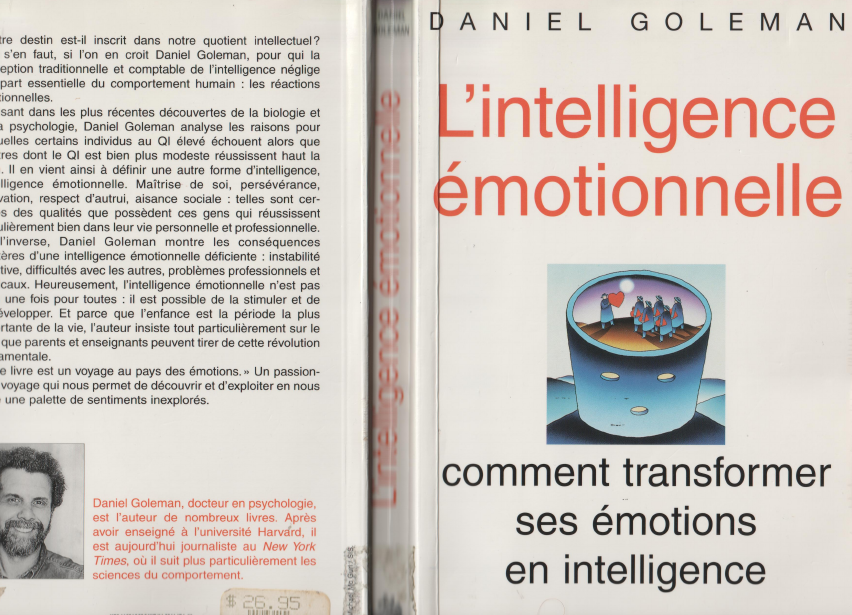 tre destin est-il inscrit dans notre quotient intellectuel?
s'en faut, si l'on en croit Daniel Goleman, pour qui la
eption traditionnelle et comptable de l'intelligence néglige
part essentielle du comportement humain : les réactions
tionnelles.
sant dans les plus récentes découvertes de la biologie et
a psychologie, Daniel Goleman analyse les raisons pour
uelles certains individus au QI élevé échouent alors que
tres dont le QI est bien plus modeste réussissent haut la
. Il en vient ainsi à définir une autre forme d'intelligence,
lligence émotionnelle. Maîtrise de soi, persévérance,
vation, respect d'autrui, aisance sociale : telles sont cer-
es des qualités que possèdent ces gens qui réussissent
ulièrement bien dans leur vie personnelle et professionnelle.
l'inverse, Daniel Goleman montre les conséquences
ères d'une intelligence émotionnelle déficiente : instabilité
tive, difficultés avec les autres, problèmes professionnels et
caux. Heureusement, l'intelligence émotionnelle n'est pas
une fois pour toutes : il est possible de la stimuler et de
évelopper. Et parce que l'enfance est la période la plus
rtante de la vie, l'auteur insiste tout particulièrement sur le
que parents et enseignants peuvent tirer de cette révolution
amentale.
e livre est un voyage au pays des émotions.» Un passion-
voyage qui nous permet de découvrir et d'exploiter en nous
une palette de sentiments inexplorés.
Daniel Goleman, docteur en psychologie,
est l'auteur de nombreux livres. Après
avoir enseigné à l'université Harvard, il
est aujourd'hui journaliste au New York
Times, où il suit plus particulièrement les
sciences du comportement.
$ 26.95
DANIEL
GOLEMAN
L'intelligence émotionnelle
DANIEL GOLEMAN
L'intelligence
émotionnelle
comment transformer
ses émotions
en intelligence